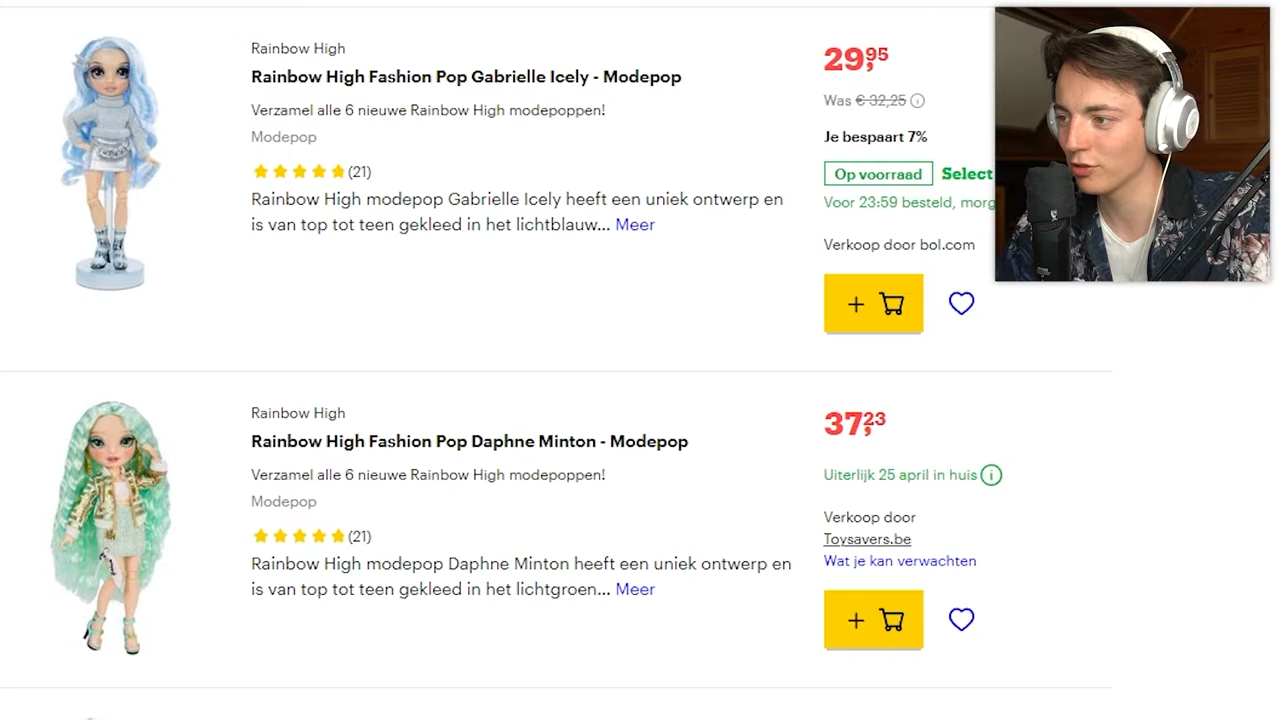 Rainbow High
Rainbow High Fashion Pop Gabrielle Icely - Modepop
Verzamel alle 6 nieuwe Rainbow High modepoppen!
Modepop
(21)
Rainbow High modepop Gabrielle Icely heeft een uniek ontwerp en
is van top tot teen gekleed in het lichtblauw... Meer
29,95
Was € 32,25
Je bespaart 7%
Op voorraad Select
Voor 23:59 besteld, morg
Verkoop door bol.com
Rainbow High
Rainbow High Fashion Pop Daphne Minton - Modepop
Verzamel alle 6 nieuwe Rainbow High modepoppen!
Modepop
(21)
Rainbow High modepop Daphne Minton heeft een uniek ontwerp en
is van top tot teen gekleed in het lichtgroen... Meer
37,23
Uiterlijk 25 april in huis
Verkoop door
Toysavers.be
Wat je kan verwachten